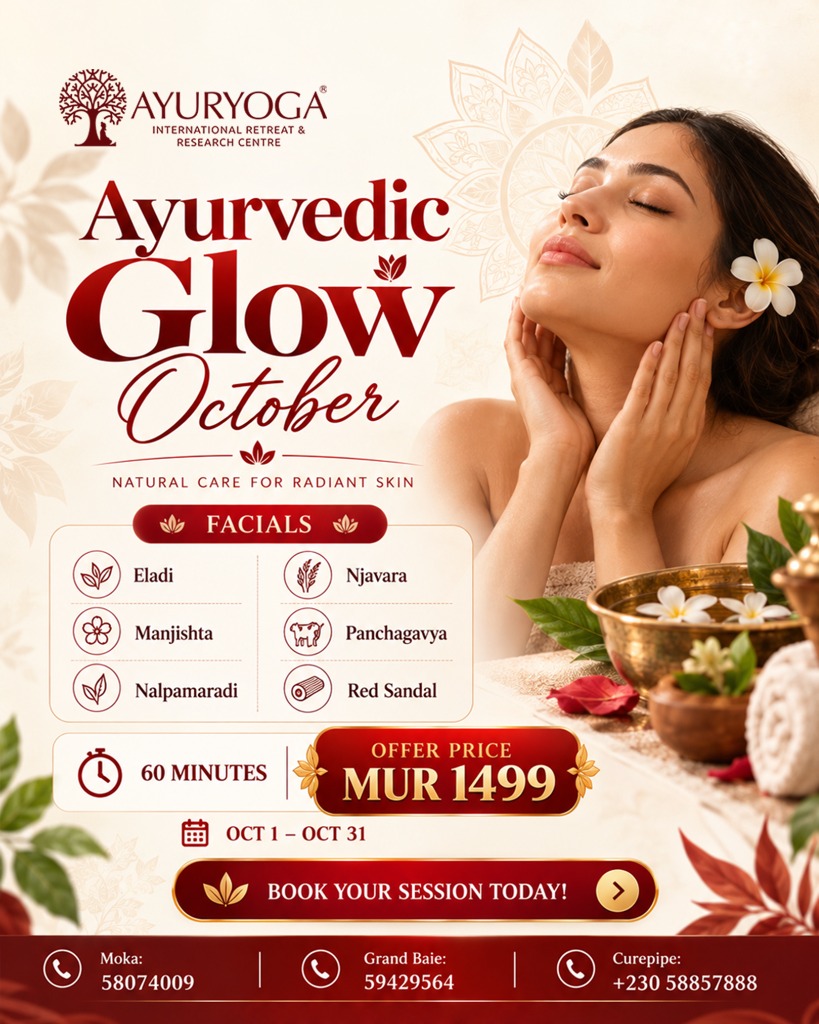 AYURYOGA®
INTERNATIONAL RETREAT &
RESEARCH CENTRE
Ayurvedic
Glow
October
NATURAL CARE FOR RADIANT SKIN
FACIALS
Eladi
Njavara
Manjishta
Panchagavya
Nalpamaradi
Red Sandal
60 MINUTES
OFFER PRICE
MUR 1499
OCT 1 – OCT 31
BOOK YOUR SESSION TODAY!
Moka:
58074009
Grand Baie:
59429564
Curepipe:
+230 58857888